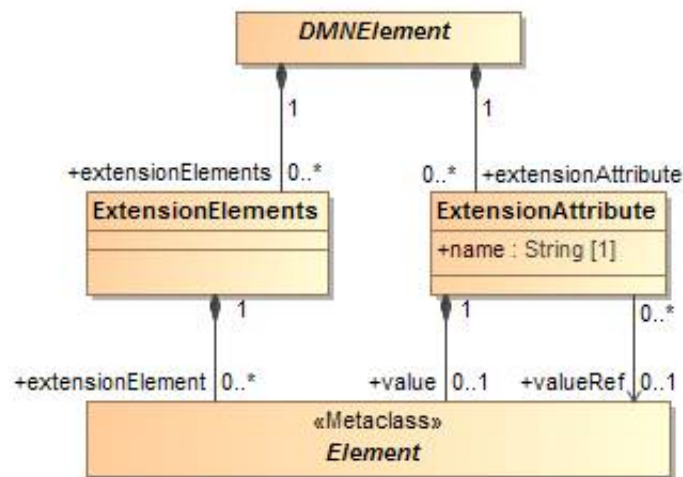 DMNElement
1 1
+extensionElements 0..* 0..* +extensionAttribute
ExtensionElements ExtensionAttribute
+name : String [1]
1 1 0..*
+extensionElement 0..* +value 0..1 +valueRef 0..1
«Metaclass»
Element